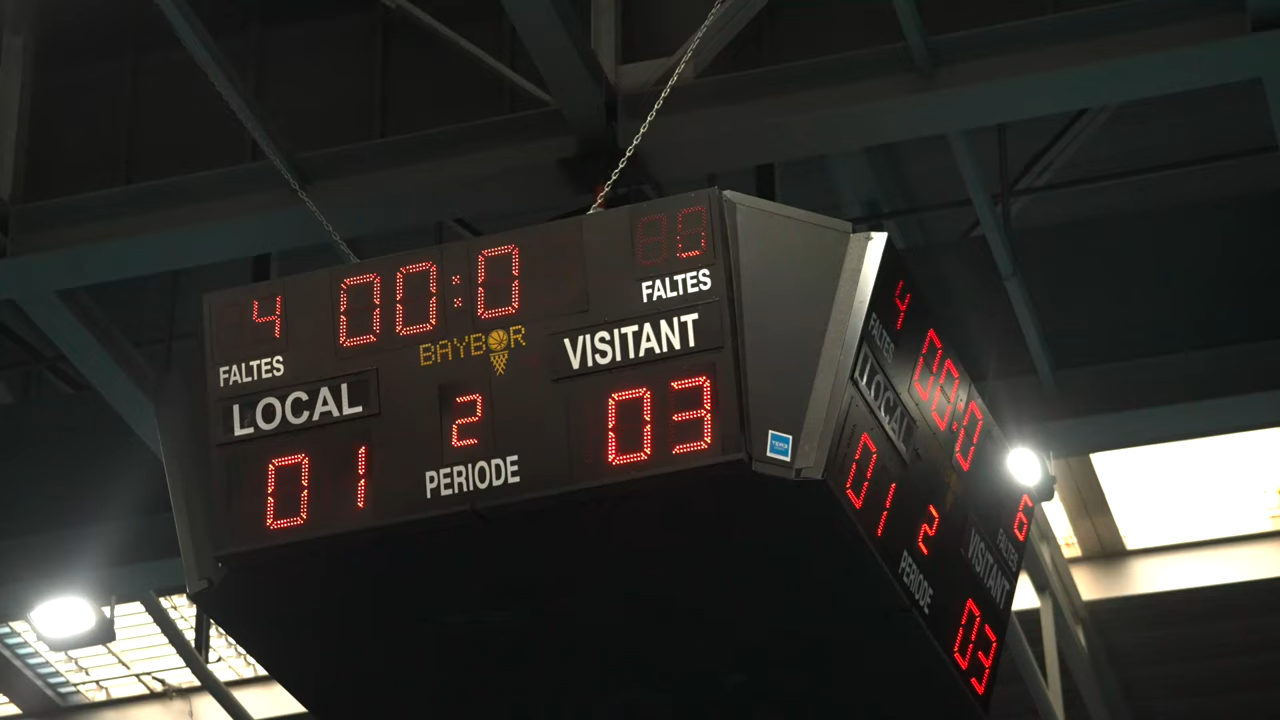 4 00:0
FALTES
FALTES
BAYBOR
VISITANT
LOCAL
2
01
03
PERIODE
4
FALTES
00:0
LOCAL
01
2
PERIODE
6
FALTES
VISITANT
03